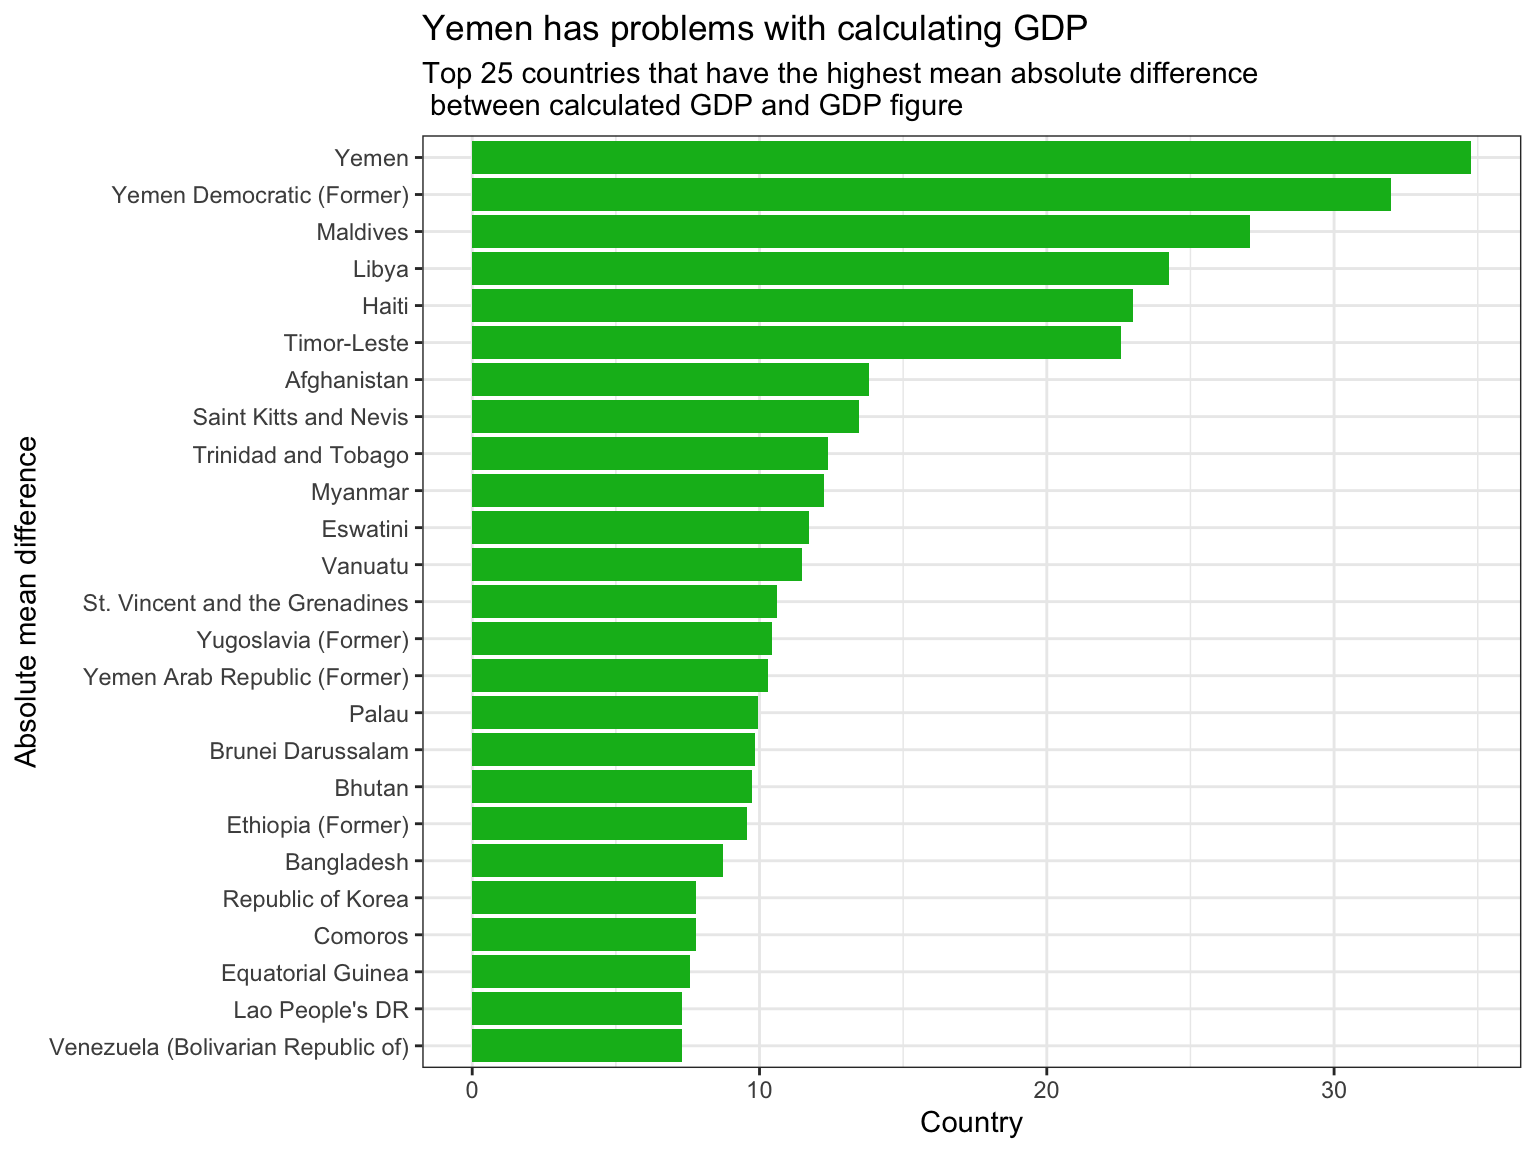 Yemen has problems with calculating GDP
Top 25 countries that have the highest mean absolute difference
between calculated GDP and GDP figure
Absolute mean difference
Yemen
Yemen Democratic (Former)
Maldives
Libya
Haiti
Timor-Leste
Afghanistan
Saint Kitts and Nevis
Trinidad and Tobago
Myanmar
Eswatini
Vanuatu
St. Vincent and the Grenadines
Yugoslavia (Former)
Yemen Arab Republic (Former)
Palau
Brunei Darussalam
Bhutan
Ethiopia (Former)
Bangladesh
Republic of Korea
Comoros
Equatorial Guinea
Lao People's DR
Venezuela (Bolivarian Republic of)
0 10 20 30
Country